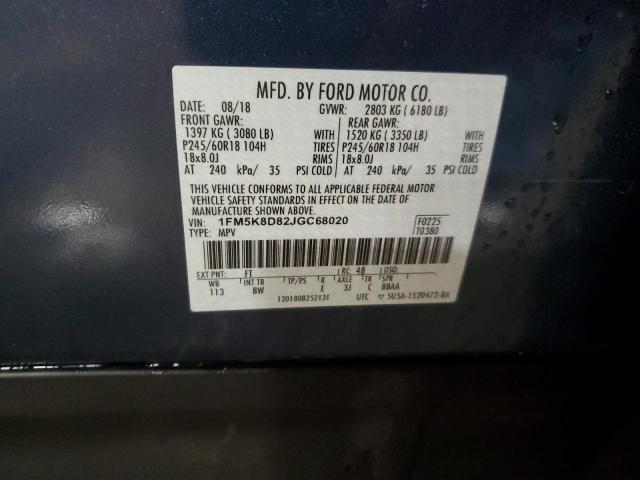 MFD. BY FORD MOTOR CO.
DATE: 08/18 GVWR: 2803 KG ( 6180 LB)
FRONT GAWR: REAR GAWR:
1397 KG ( 3080 LB) WITH 1520 KG ( 3350 LB) WITH
P245/60R18 104H TIRES P245/60R18 104H TIRES
18x8.0J RIMS 18x8.0J RIMS
AT 240 kPa/ 35 PSI COLD AT 240 kPa/ 35 PSI COLD
THIS VEHICLE CONFORMS TO ALL APPLICABLE FEDERAL MOTOR
VEHICLE SAFETY STANDARDS IN EFFECT ON THE DATE OF
MANUFACTURE SHOWN ABOVE.
VIN: 1FM5K8D82JGC68020 F0225
TYPE: MPV T0380
EXT PNT: FT RC: 48 DSO:
WB INT TR TP/PS R AXLE TR SPR
113 BW E 3J C BBAA
1201808252131 UTC ▽ 5U5A-1520472-BA